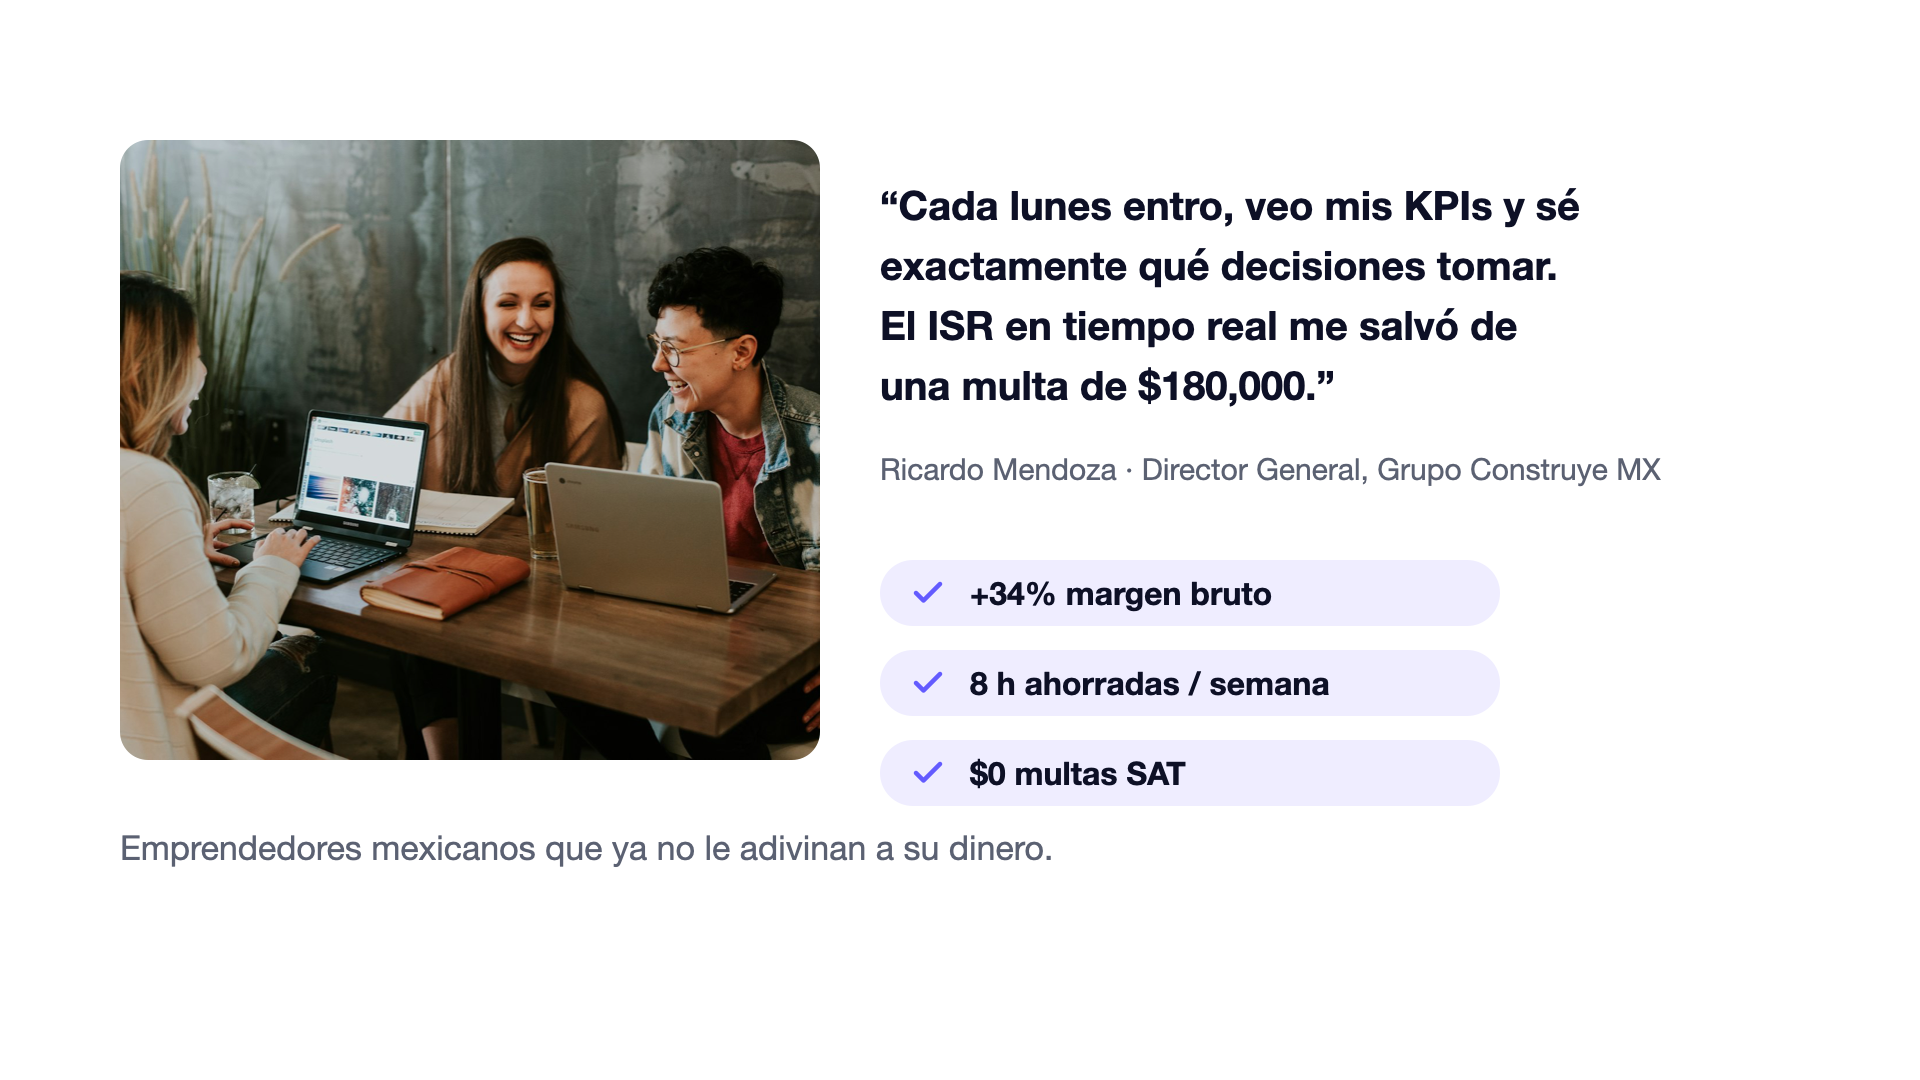 “Cada lunes entro, veo mis KPIs y sé
exactamente qué decisiones tomar.
El ISR en tiempo real me salvó de
una multa de $180,000.”
Ricardo Mendoza · Director General, Grupo Construye MX
+34% margen bruto
8 h ahorradas / semana
$0 multas SAT
Emprendedores mexicanos que ya no le adivinan a su dinero.